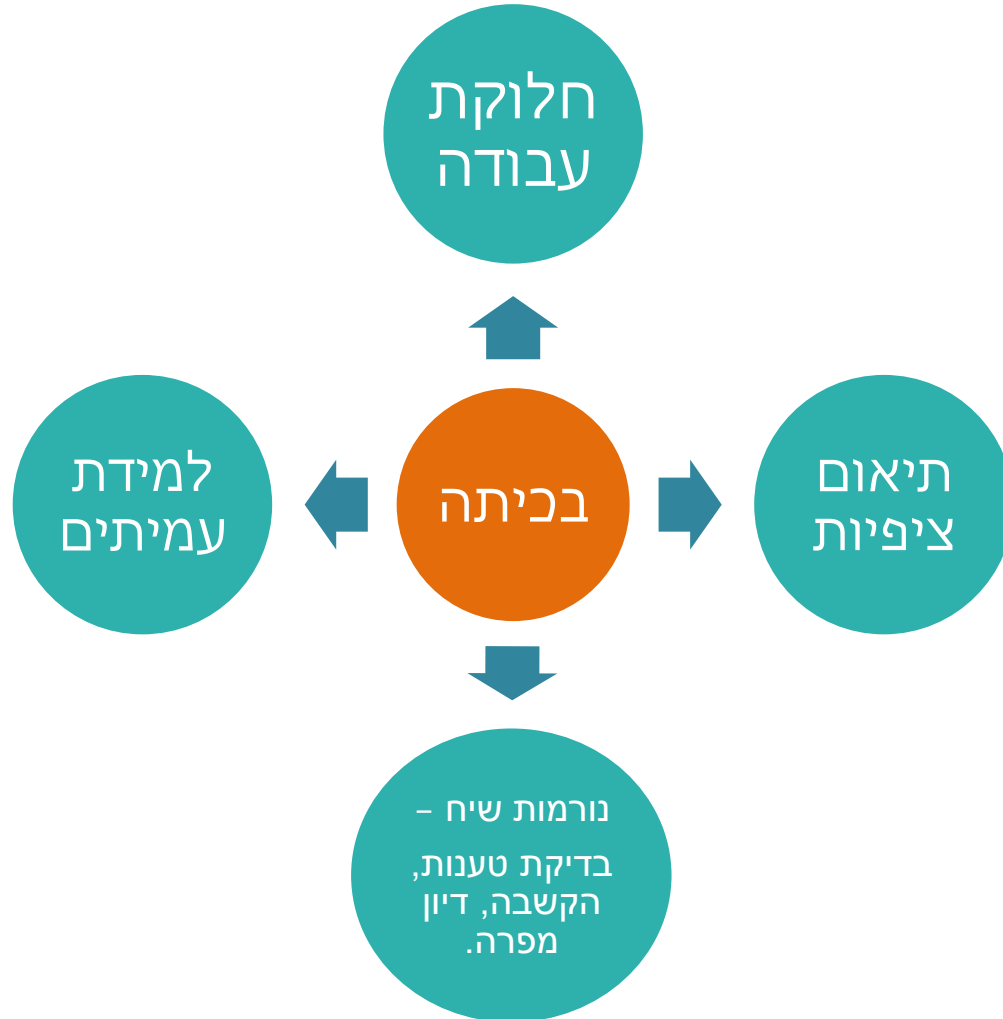 חלוקת
עבודה
תיאום
ציפיות
בכיתה
למידת
עמיתים
נורמות שיח –
בדיקת טענות,
הקשבה, דיון
מפרה.